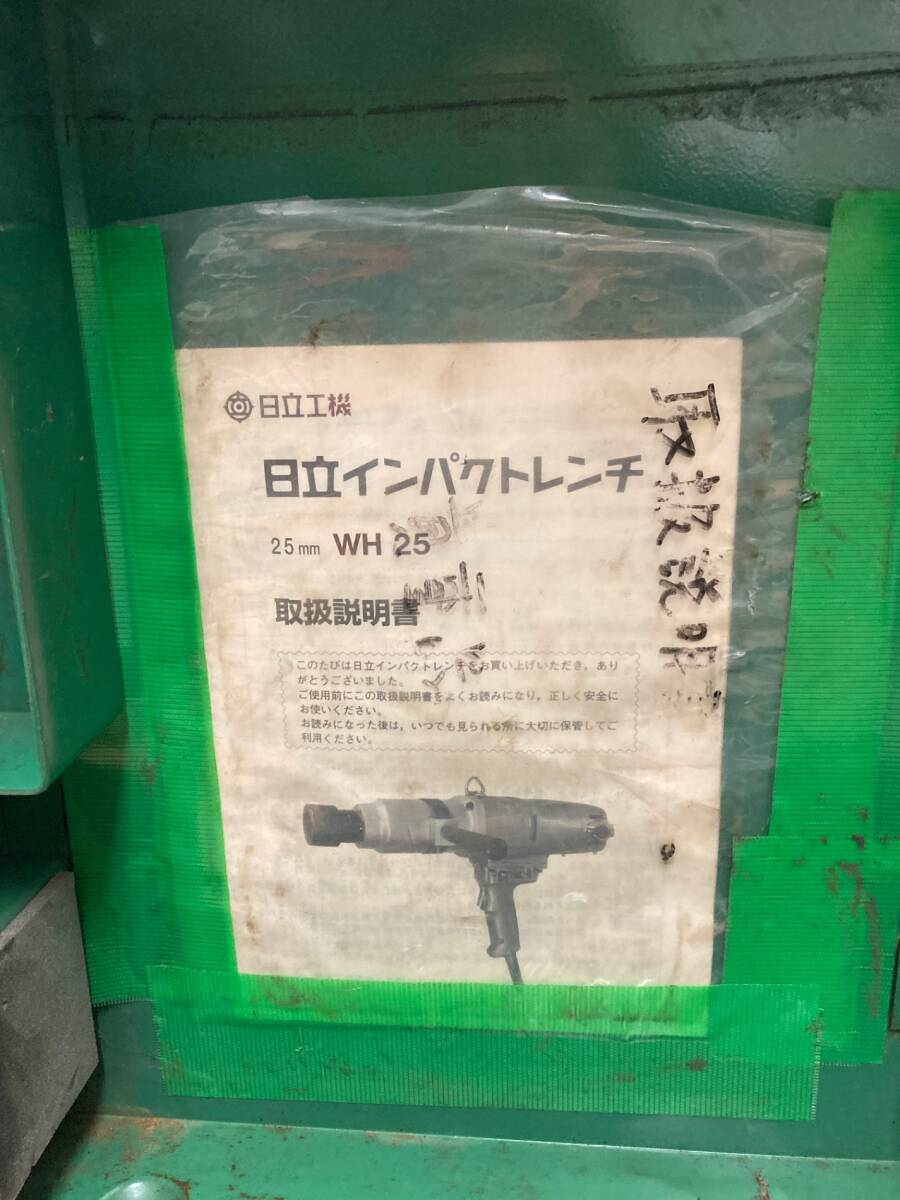 日立工機
日立インパクトレンチ
25mm WH 25
取扱説明書
このたびは日立インパクトレンチをお買い上げいただき，あり
がとうございました。
ご使用前にこの取扱説明書をよくお読みになり，正しく安全に
お使いください。
お読みになった後は，いつでも見られる所に大切に保管してご
利用ください。
取扱説明